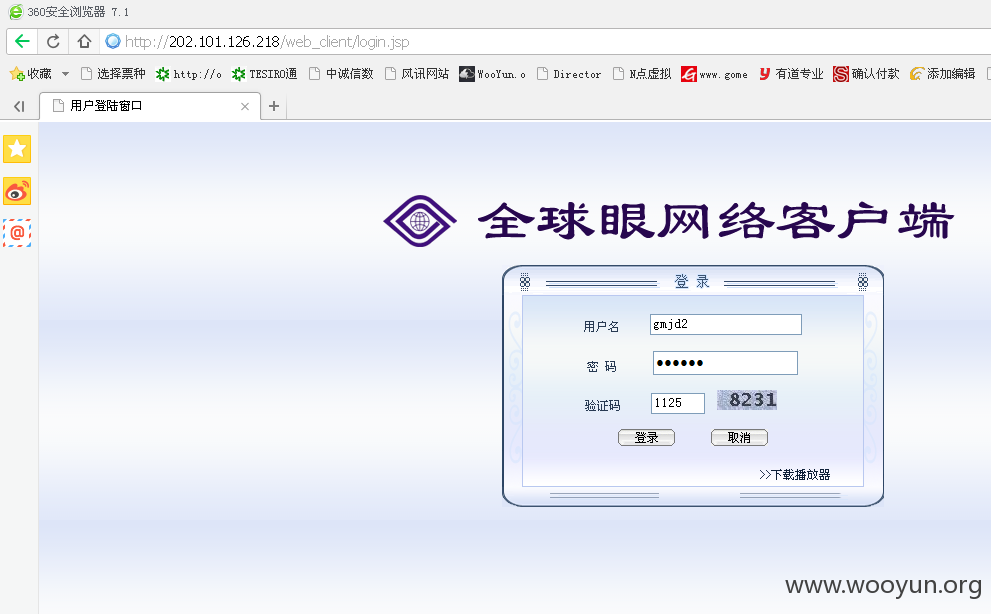 360安全浏览器 7.1
http://202.101.126.218/web_client/login.jsp
收藏 选择票种 http://o TESIRO通 中诚信数 风讯网站 WooYun.o Director N点虚拟 www.gome 有道专业 确认付款 添加编辑
用户登陆窗口
全球眼网络客户端
登 录
用户名 gmjd2
密 码 ••••••
验证码 1125 8231
登录 取消
>>下载播放器
www.wooyun.org